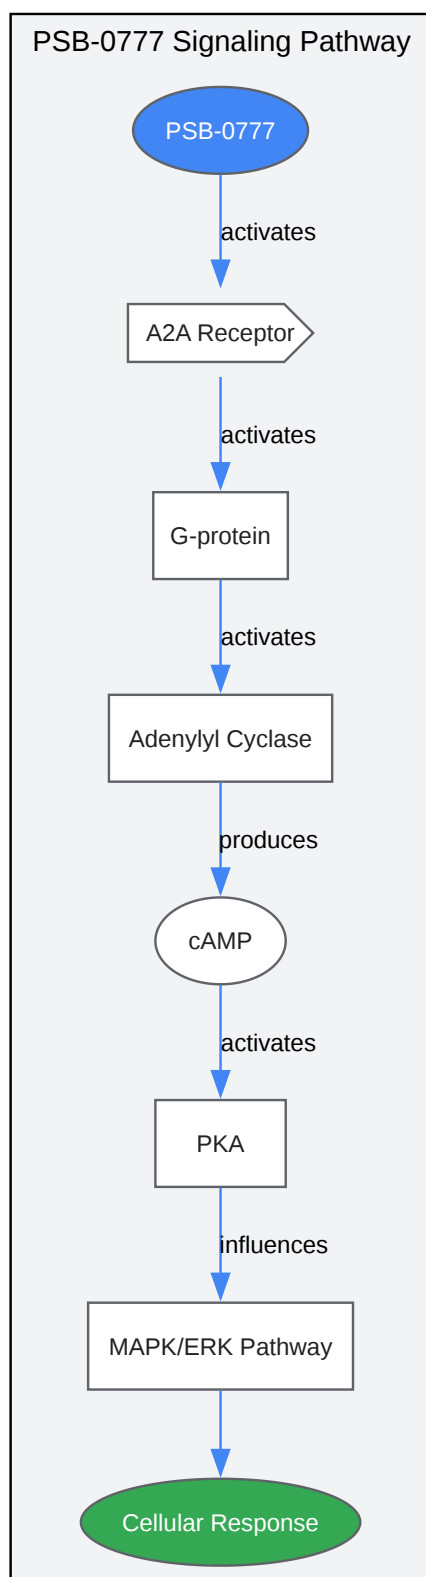 PSB-0777 Signaling Pathway
PSB-0777
activates
A2A Receptor
activates
G-protein
activates
Adenylyl Cyclase
produces
cAMP
activates
PKA
influences
MAPK/ERK Pathway
Cellular Response